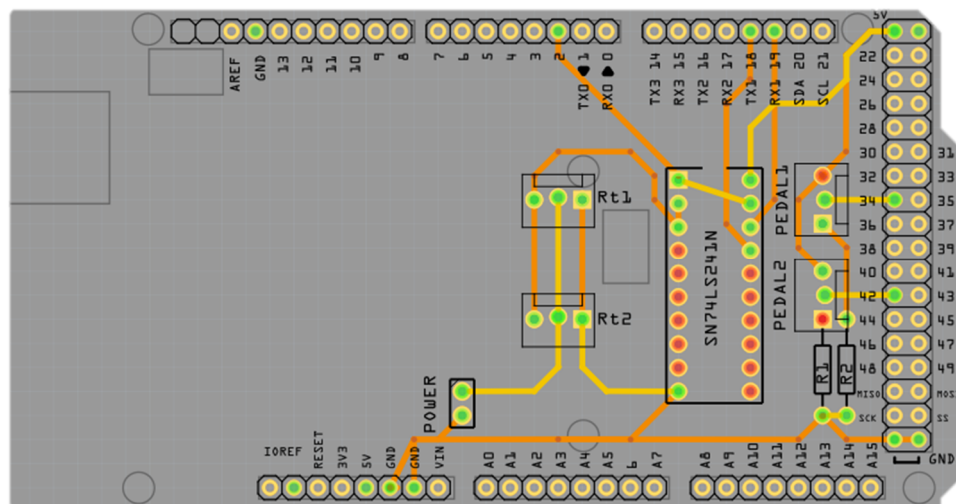 5V
AREF GND 13 12 11 10 9 8 7 6 5 4 3 2 1 0 TX3 14 RX3 15 TX2 16 RX2 17 TX1 18 RX1 19 SDA 20 SCL 21
TX0 RX0
22
24
26
28
30 31
32 33
34 35
36 37
38 39
40 41
42 43
44 45
46 47
48 49
MISO MOS
SCK SS
GND
Rt1
PEDAL1
SN74LS241N
Rt2
PEDAL2
R1 R2
POWER
IOREF RESET 3V3 5V GND GND VIN A0 A1 A2 A3 A4 A5 6 A7 A8 A9 A10 A11 A12 A13 A14 A15